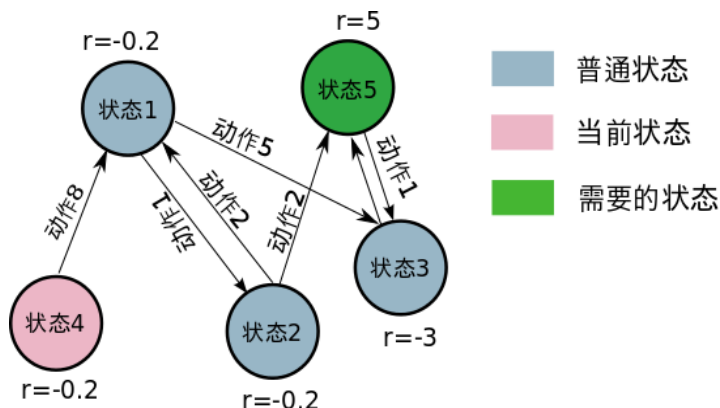 r=5
r=-0.2
状态5
普通状态
状态1
动作5
动作1
当前状态
动作8
动作1
动作2
动作2
需要的状态
状态3
状态4
状态2
r=-3
r=-0.2
r=-0.2